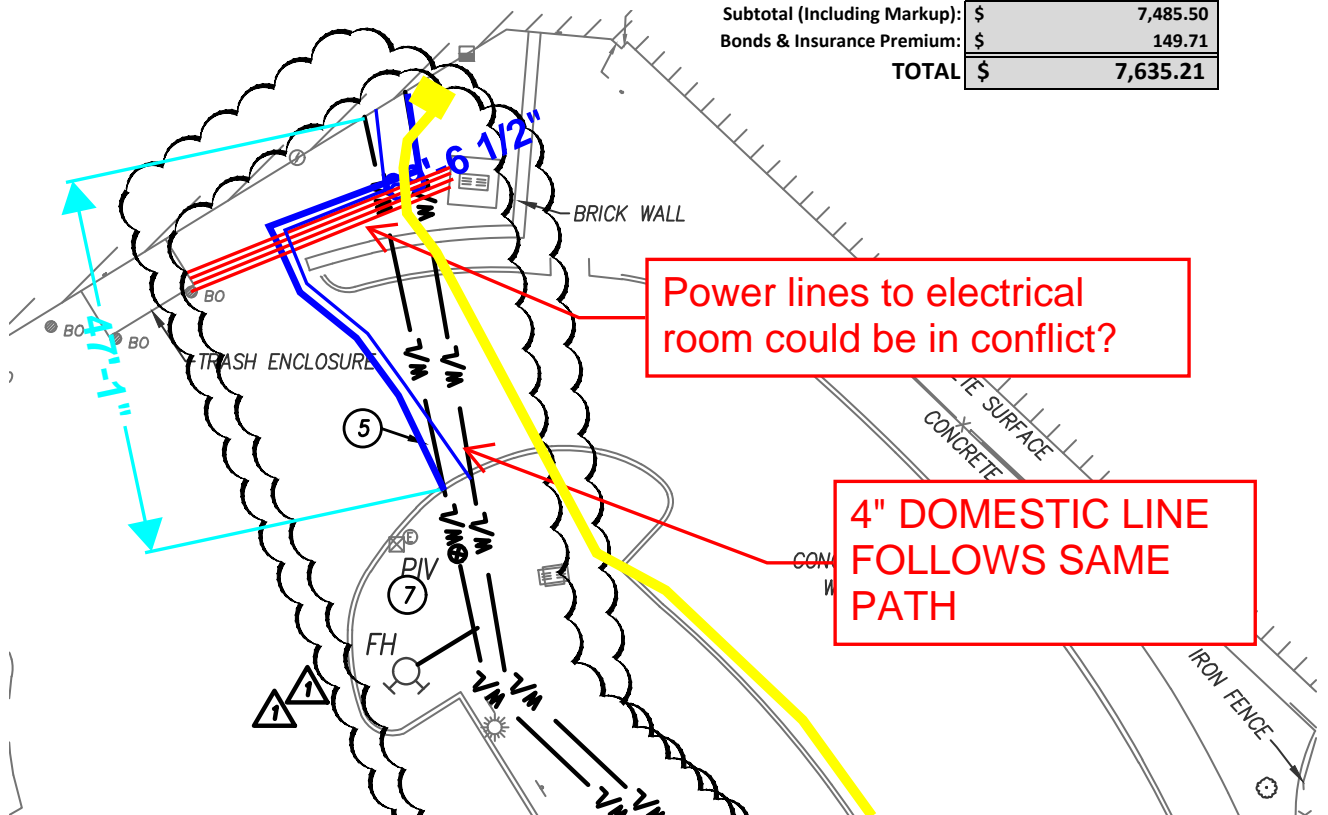 Subtotal (Including Markup): $ 7,485.50
Bonds & Insurance Premium: $ 149.71
TOTAL $ 7,635.21
'-6 1/2"
BRICK WALL
Power lines to electrical
room could be in conflict?
BO
BO
BO
TRASH ENCLOSURE
47'-1"
5
SURFACE
CONCRETE
4" DOMESTIC LINE
FOLLOWS SAME
PATH
E
PIV
7
FH
1
1
IRON FENCE
W
W
W
W
W
W
W
W
W
W